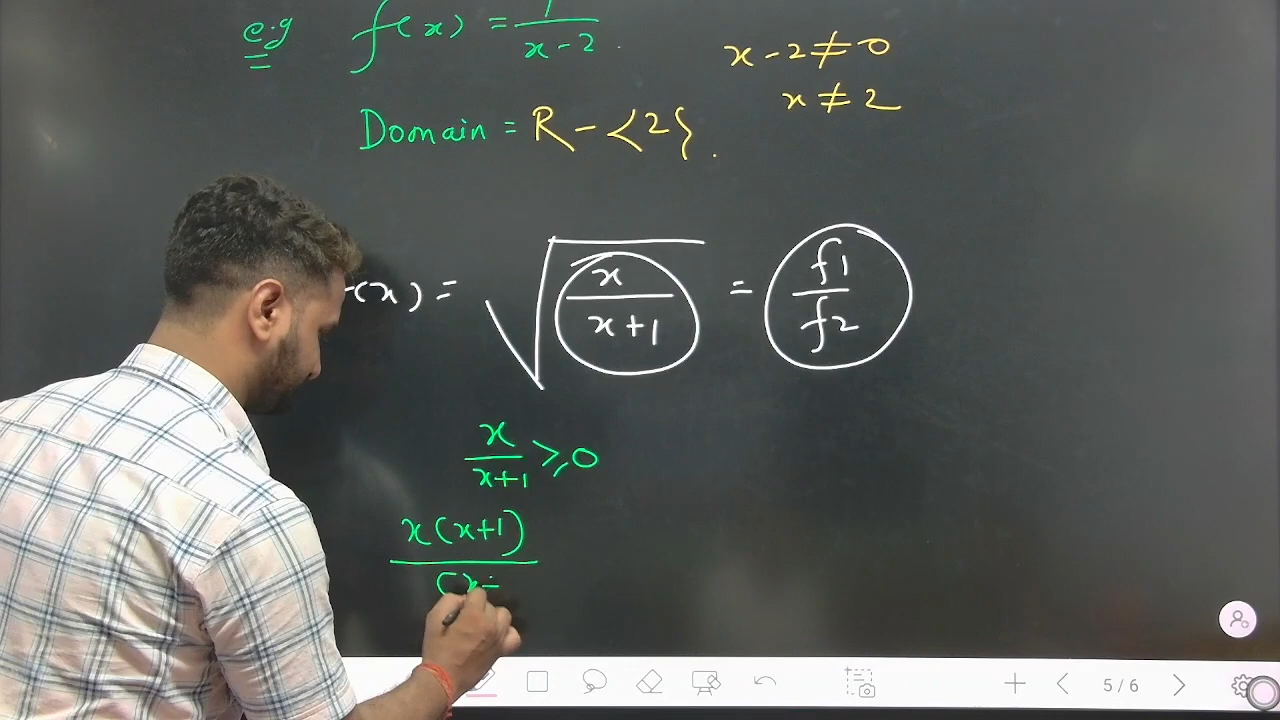 e.g f(x) = 1/x-2 .
x-2≠0
x≠2
Domain = R-{2}.
(x) = √x/x+1 = f1/f2
x/x+1 ≥0
x(x+1)/(x
5/6